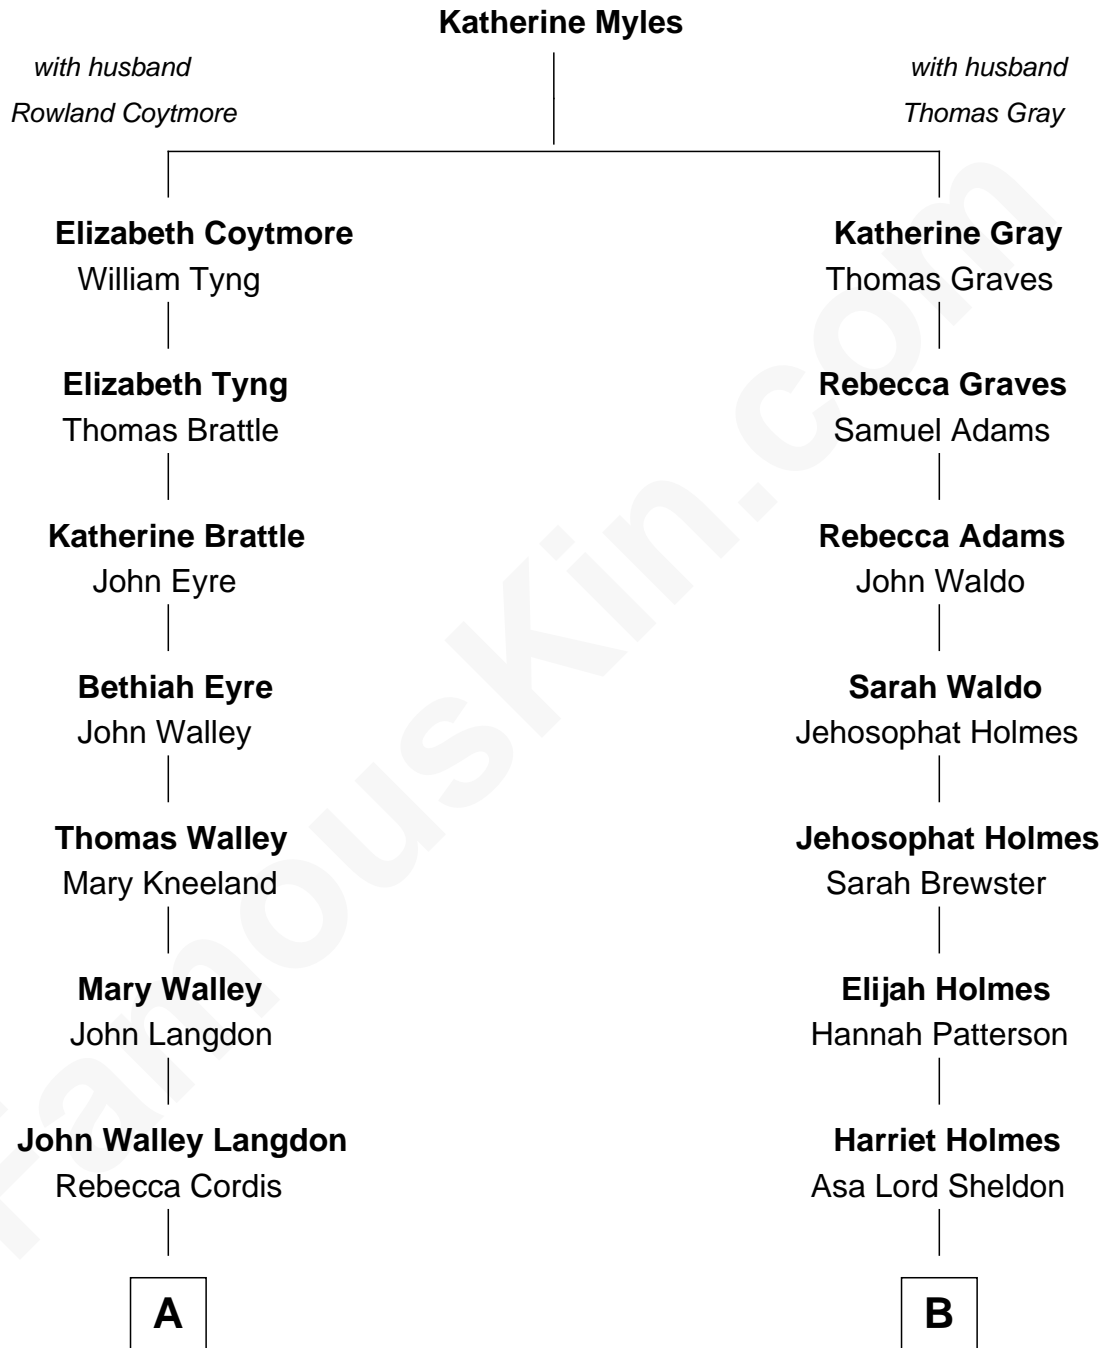 Katherine Myles
with husband
Rowland Coytmore
with husband
Thomas Gray
Elizabeth Coytmore
William Tyng
Katherine Gray
Thomas Graves
Elizabeth Tyng
Thomas Brattle
Rebecca Graves
Samuel Adams
Katherine Brattle
John Eyre
Rebecca Adams
John Waldo
Bethiah Eyre
John Walley
Sarah Waldo
Jehosophat Holmes
Thomas Walley
Mary Kneeland
Jehosophat Holmes
Sarah Brewster
Mary Walley
John Langdon
Elijah Holmes
Hannah Patterson
John Walley Langdon
Rebecca Cordis
Harriet Holmes
Asa Lord Sheldon
A
B
FamousKin.com